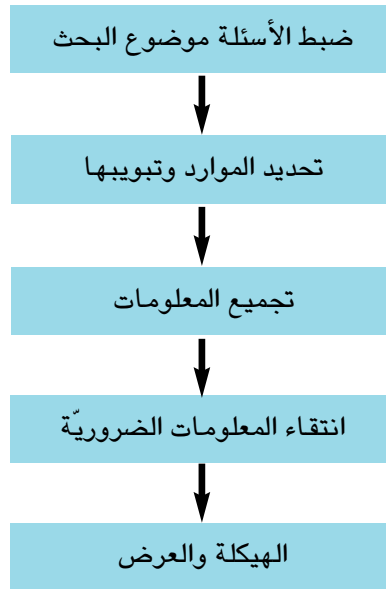 ضبط الأسئلة موضوع البحث
تحديد الموارد وتبويبها
تجميع المعلومات
انتقاء المعلومات الضروريّة
الهيكلة والعرض